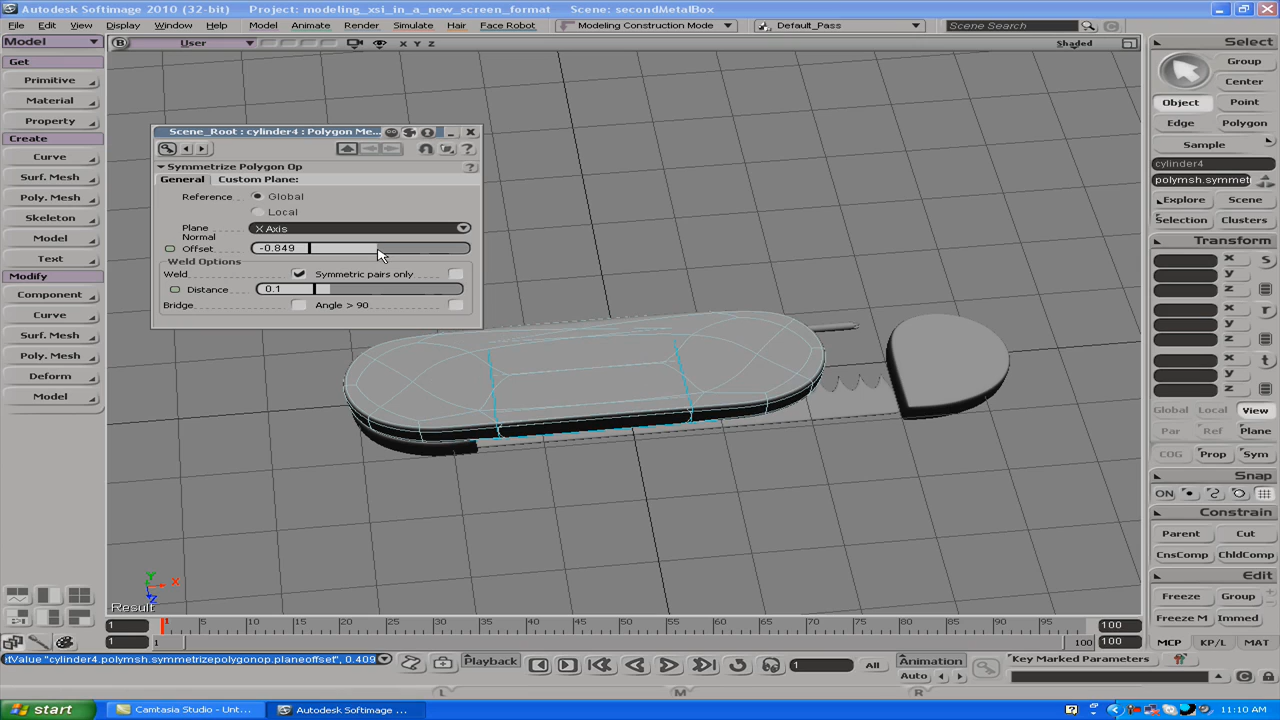 Autodesk Softimage 2010 (32-bit) Project: modeling_xsi_in_a_new_screen_format Scene: secondMetalBox
File Edit View Display Window Help Model Animate Render Simulate Hair Face Robot Modeling Construction Mode Default_Pass Scene Search
Model
B User X Y Z Shaded
Select
Get
Primitive
Material
Property
Create
Curve
Surf. Mesh
Poly. Mesh
Skeleton
Model
Text
Modify
Component
Curve
Surf. Mesh
Poly. Mesh
Deform
Model
Scene_Root : cylinder4 : Polygon Me...
Symmetrize Polygon Op
General Custom Plane:
Reference Global
Local
Plane Normal X Axis
Offset -0.849
Weld Options
Weld Symmetric pairs only
Distance 0.1
Bridge Angle > 90
Group
Center
Object Point
Edge Polygon
Sample
cylinder4
polymsh.symmetr
Explore Scene
Selection Clusters
Transform
x s
y
z
x r
y
z
x t
y
z
Global Local View
Par Ref Plane
COG Prop Sym
Snap
ON
Constrain
Parent Cut
CnsComp ChldComp
Edit
Freeze Group
Freeze M Immed
MCP KP/L MAT
Y X Z
Result
1 1 5 10 15 20 25 30 35 40 45 50 55 60 65 70 75 80 85 90 95 100
1 1 100 100
tValue "cylinder4.polymsh.symmetrizepolygonop.planeoffset", 0.409
Playback 1 All Animation
Auto
Key Marked Parameters
L M R
start Camtasia Studio - Unt... Autodesk Softimage ... 11:10 AM